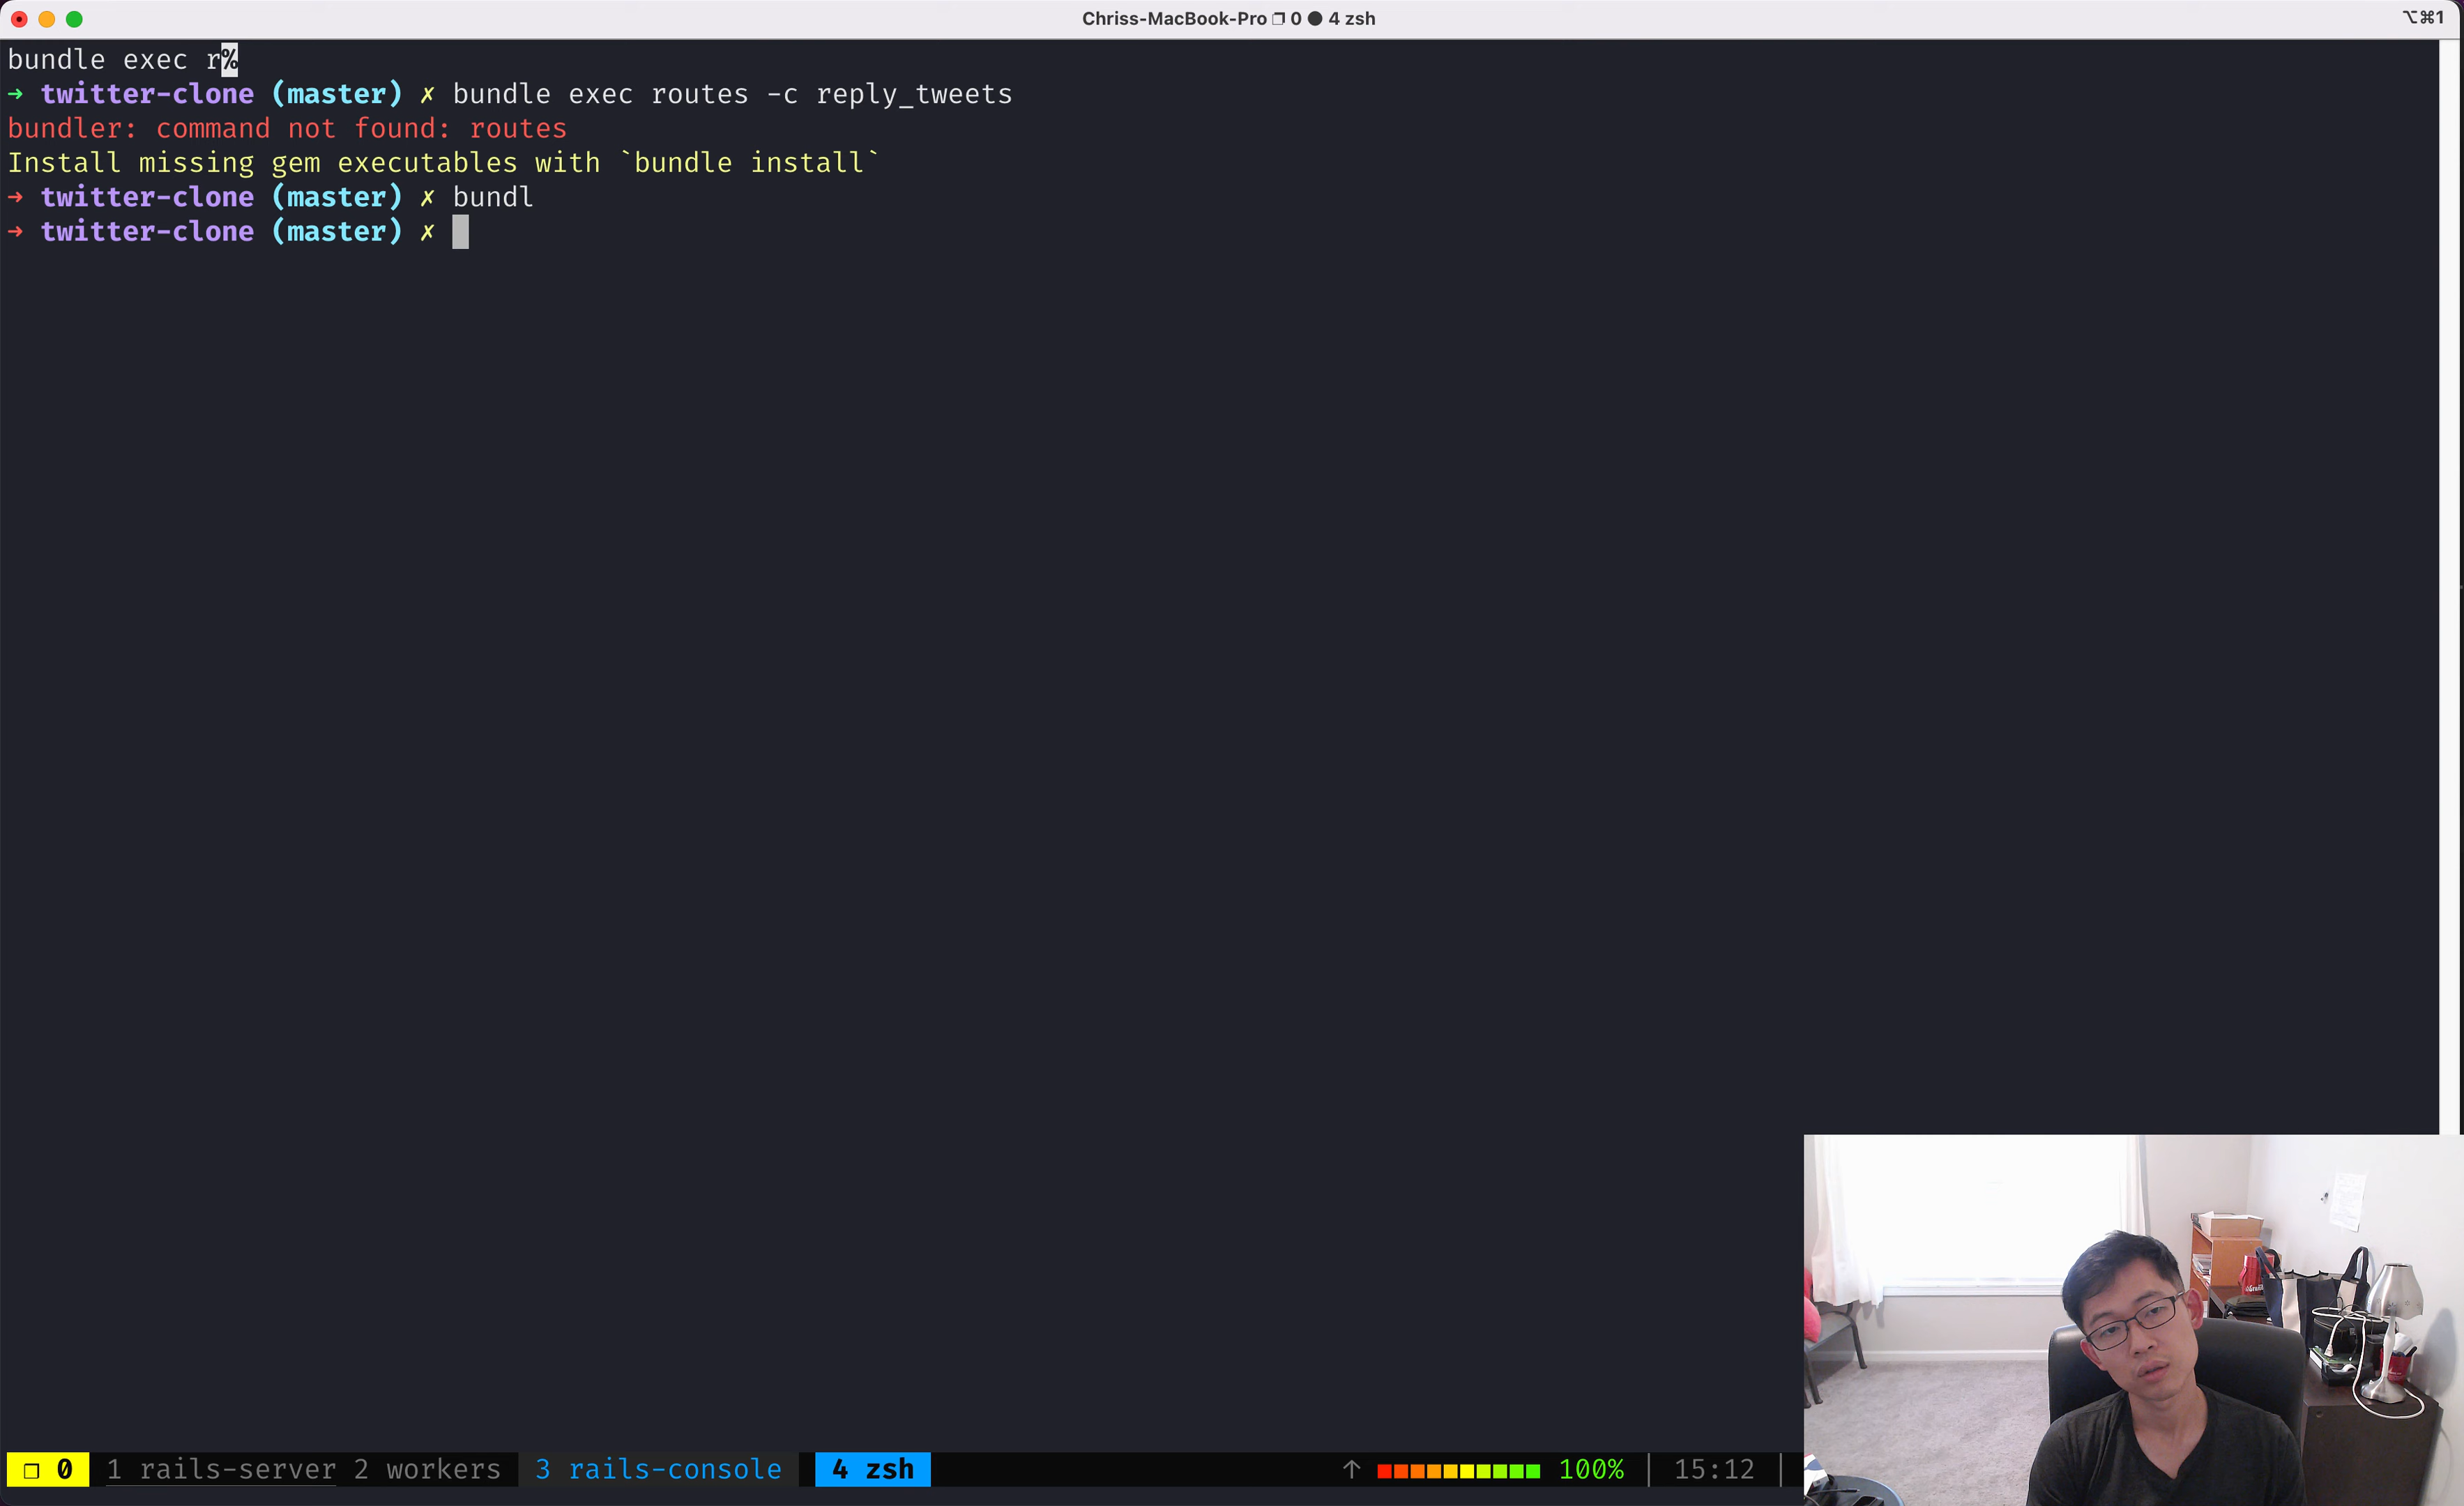 Chriss-MacBook-Pro ❐ 0 ● 4 zsh
⌥⌘1
bundle exec r%
→ twitter-clone (master) ✗ bundle exec routes -c reply_tweets
bundler: command not found: routes
Install missing gem executables with `bundle install`
→ twitter-clone (master) ✗ bundl
→ twitter-clone (master) ✗
❐ 0 1 rails-server 2 workers 3 rails-console 4 zsh ↑ 100% | 15:12 |